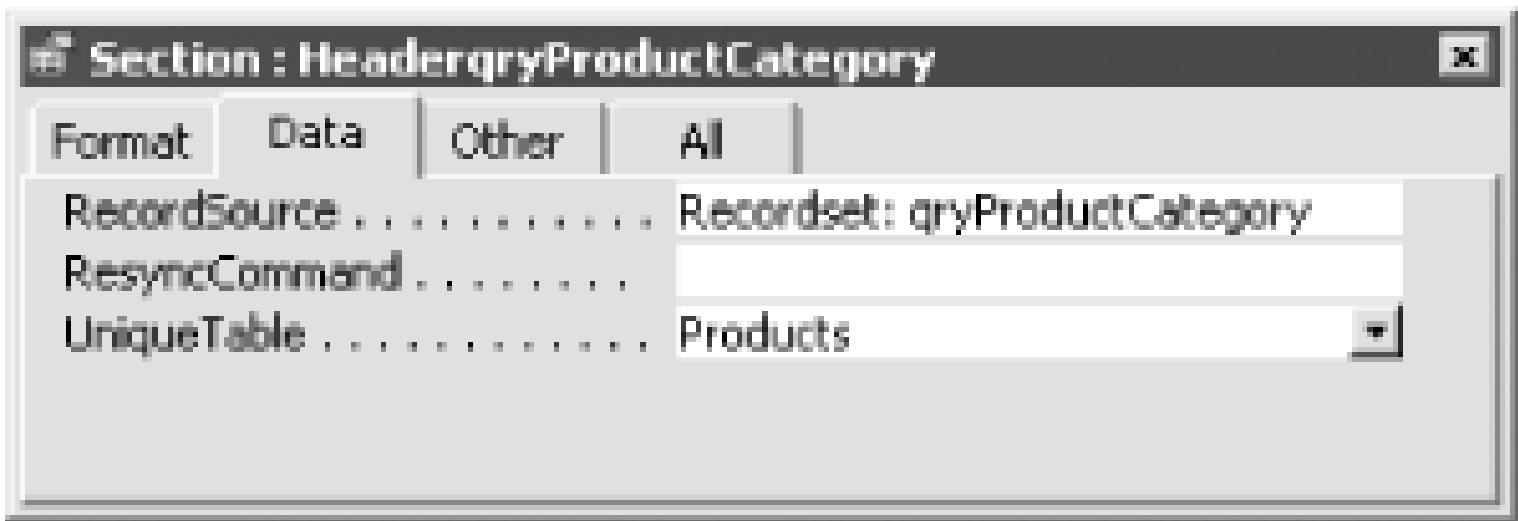 Section : HeaderqryProductCategory
Format Data Other All
RecordSource . . . . . . . . . . . Recordset: qryProductCategory
ResyncCommand . . . . . . . .
UniqueTable . . . . . . . . . . . . Products